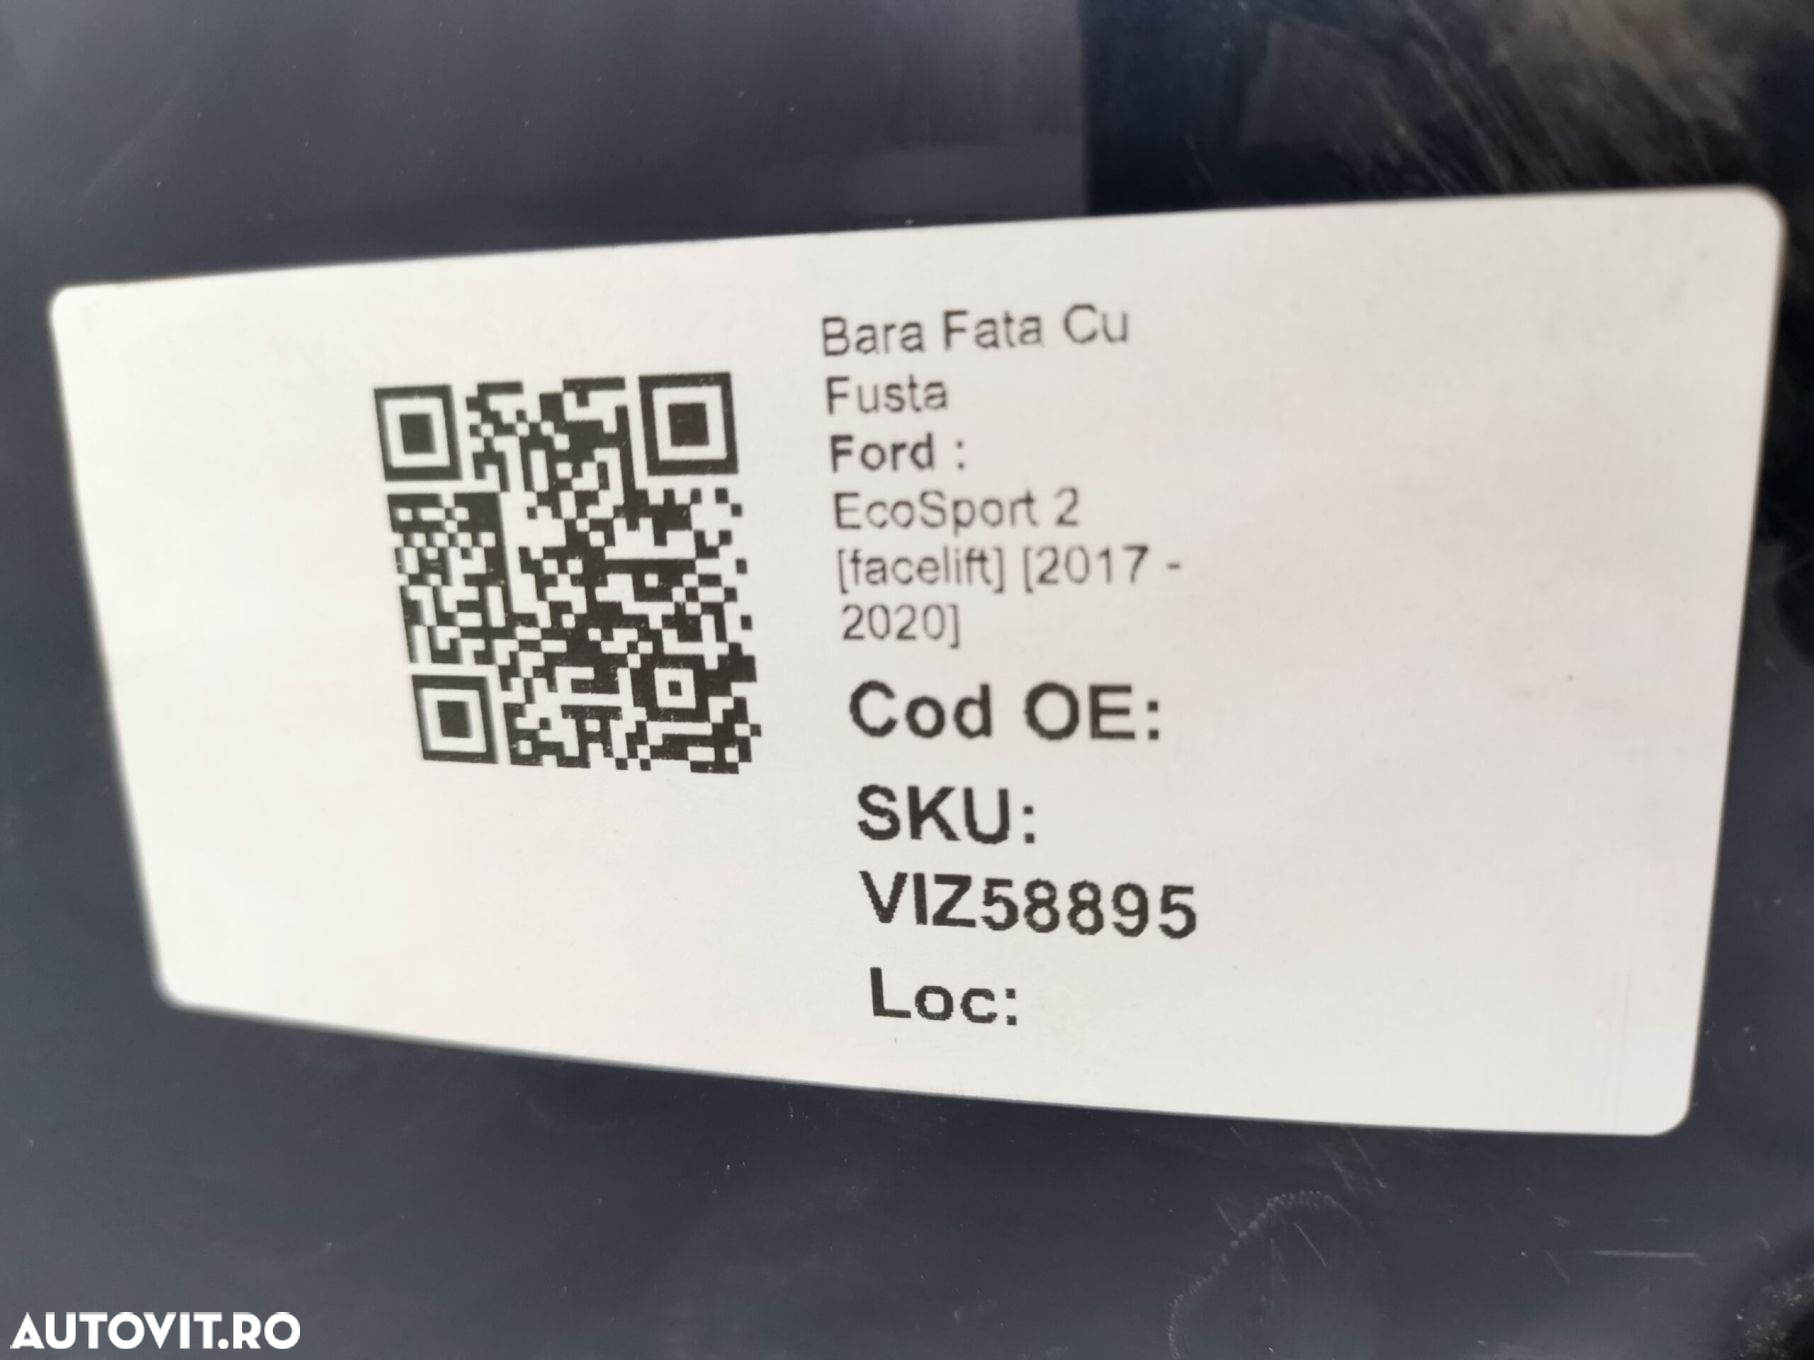 Bara Fata Cu
Fusta
Ford :
EcoSport 2
[facelift] [2017 -
2020]
Cod OE:
SKU:
VIZ58895
Loc:
AUTOVIT.RO